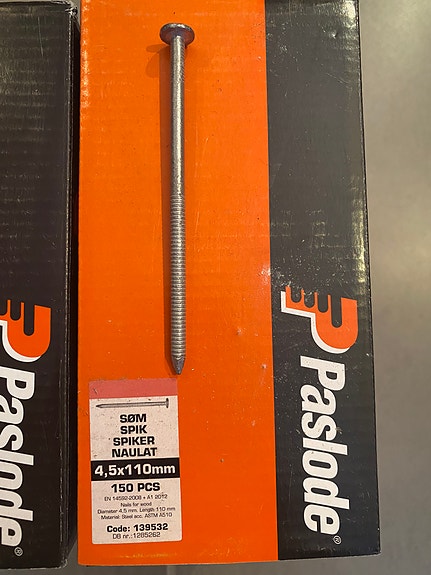 Paslode®
Paslode®
SØM
SPIK
SPIKER
NAULAT
4,5x110mm
150 PCS
EN 14592-2008 + A1 2012
Nails for wood
Diameter 4,5 mm. Length 110 mm
Material: Steel acc. ASTM A510
Code: 139532
DB nr.:1285262